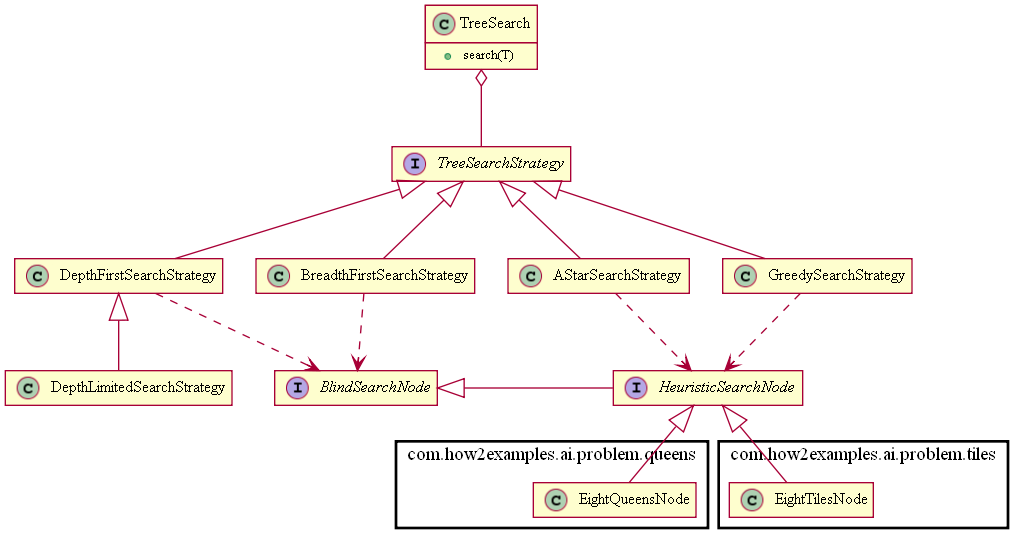 C TreeSearch
search(T)
I TreeSearchStrategy
C DepthFirstSearchStrategy
C BreadthFirstSearchStrategy
C AStarSearchStrategy
C GreedySearchStrategy
C DepthLimitedSearchStrategy
I BlindSearchNode
I HeuristicSearchNode
com.how2examples.ai.problem.queens
com.how2examples.ai.problem.tiles
C EightQueensNode
C EightTilesNode